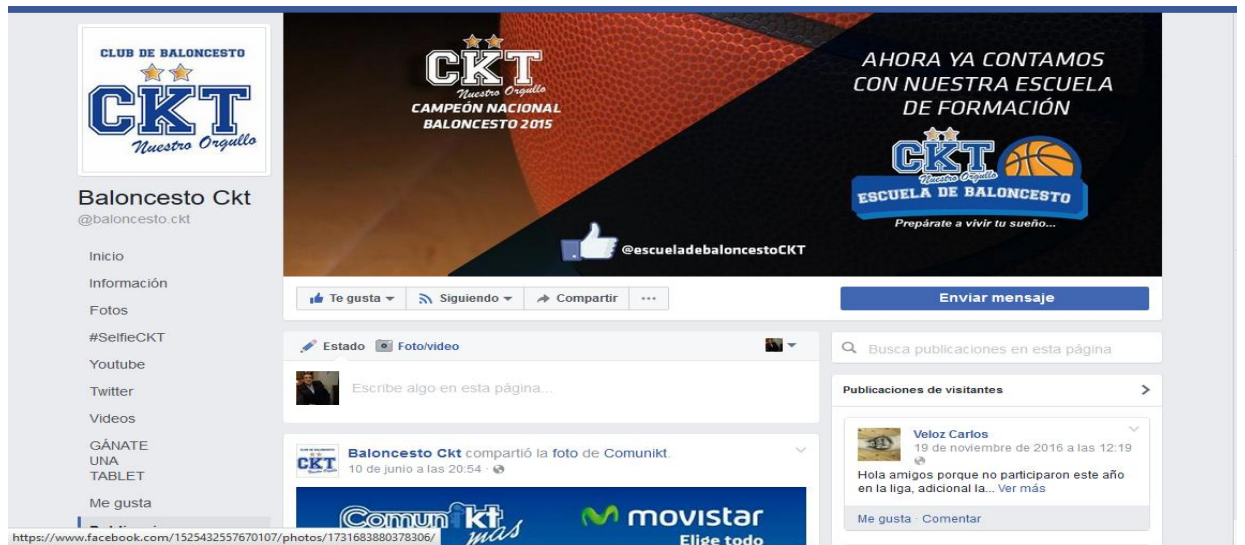 CLUB DE BALONCESTO
CKT
Nuestro Orgullo
Baloncesto Ckt
@baloncesto.ckt
Inicio
Información
Fotos
#SelfieCKT
Youtube
Twitter
Videos
GÁNATE
UNA
TABLET
Me gusta
CKT
Nuestro Orgullo
CAMPEÓN NACIONAL
BALONCESTO 2015
AHORA YA CONTAMOS
CON NUESTRA ESCUELA
DE FORMACIÓN
CKT
Nuestro Orgullo
ESCUELA DE BALONCESTO
Prepárate a vivir tu sueño...
@escueladebaloncestoCKT
Te gusta
Siguiendo
Compartir
Enviar mensaje
Estado Foto/video
Escribe algo en esta página...
Baloncesto Ckt compartió la foto de Comunikt.
10 de junio a las 20:54
CKT
Comunikt
mas
movistar
Elige todo
Busca publicaciones en esta página
Publicaciones de visitantes
Veloz Carlos
19 de noviembre de 2016 a las 12:19
Hola amigos porque no participaron este año
en la liga, adicional la... Ver más
Me gusta · Comentar
https://www.facebook.com/1525432557670107/photos/1731683880378306/